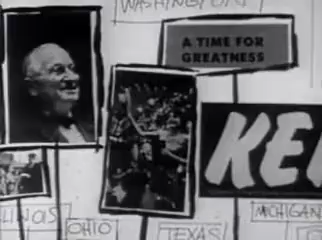 WASHINGTON
A TIME FOR
GREATNESS
KE
ILLINOIS
OHIO
TEXAS
MICHIGAN